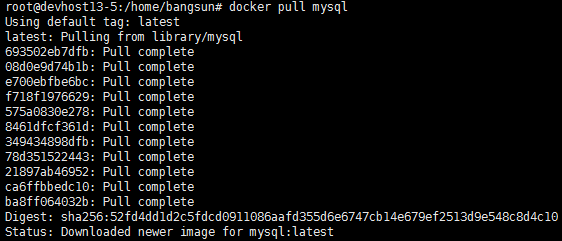 root@devhost13-5:/home/bangsun# docker pull mysql
Using default tag: latest
latest: Pulling from library/mysql
693502eb7dfb: Pull complete
08d0e9d74b1b: Pull complete
e700ebfbe6bc: Pull complete
f718f1976629: Pull complete
575a0830e278: Pull complete
8461dfcf361d: Pull complete
349434898dfb: Pull complete
78d351522443: Pull complete
21897ab46952: Pull complete
ca6ffbbedc10: Pull complete
ba8ff064032b: Pull complete
Digest: sha256:52fd4dd1d2c5fdcd0911086aafd355d6e6747cb14e679ef2513d9e548c8d4c10
Status: Downloaded newer image for mysql:latest